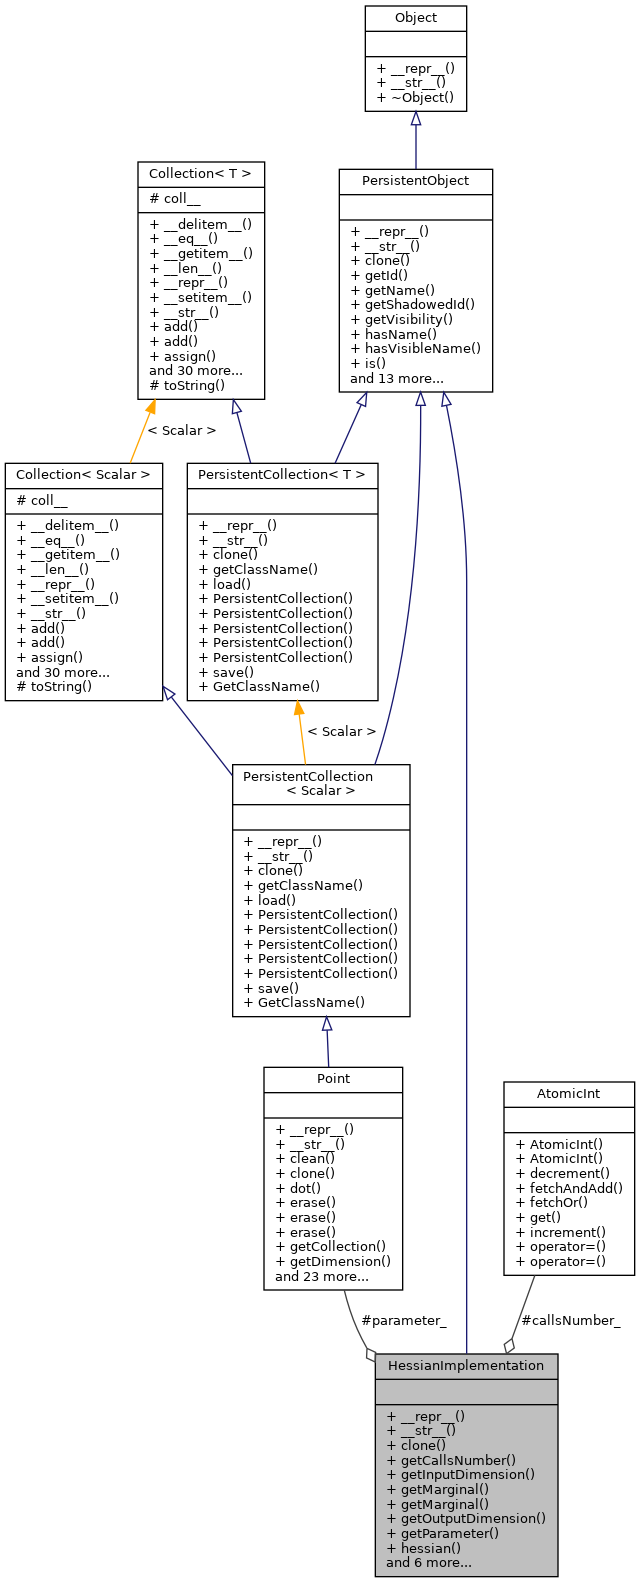 Object
+ __repr__()
+ __str__()
+ ~Object()
Collection< T >
# coll__
+ __delitem__()
+ __eq__()
+ __getitem__()
+ __len__()
+ __repr__()
+ __setitem__()
+ __str__()
+ add()
+ add()
+ assign()
and 30 more...
# toString()
PersistentObject
+ __repr__()
+ __str__()
+ clone()
+ getId()
+ getName()
+ getShadowedId()
+ getVisibility()
+ hasName()
+ hasVisibleName()
+ is()
and 13 more...
< Scalar >
Collection< Scalar >
# coll__
+ __delitem__()
+ __eq__()
+ __getitem__()
+ __len__()
+ __repr__()
+ __setitem__()
+ __str__()
+ add()
+ add()
+ assign()
and 30 more...
# toString()
PersistentCollection< T >
+ __repr__()
+ __str__()
+ clone()
+ getClassName()
+ load()
+ PersistentCollection()
+ PersistentCollection()
+ PersistentCollection()
+ PersistentCollection()
+ PersistentCollection()
+ save()
+ GetClassName()
< Scalar >
PersistentCollection
< Scalar >
+ __repr__()
+ __str__()
+ clone()
+ getClassName()
+ load()
+ PersistentCollection()
+ PersistentCollection()
+ PersistentCollection()
+ PersistentCollection()
+ PersistentCollection()
+ save()
+ GetClassName()
Point
+ __repr__()
+ __str__()
+ clean()
+ clone()
+ dot()
+ erase()
+ erase()
+ erase()
+ getCollection()
+ getDimension()
and 23 more...
AtomicInt
+ AtomicInt()
+ AtomicInt()
+ decrement()
+ fetchAndAdd()
+ fetchOr()
+ get()
+ increment()
+ operator=()
+ operator=()
#parameter_
#callsNumber_
HessianImplementation
+ __repr__()
+ __str__()
+ clone()
+ getCallsNumber()
+ getInputDimension()
+ getMarginal()
+ getMarginal()
+ getOutputDimension()
+ getParameter()
+ hessian()
and 6 more...